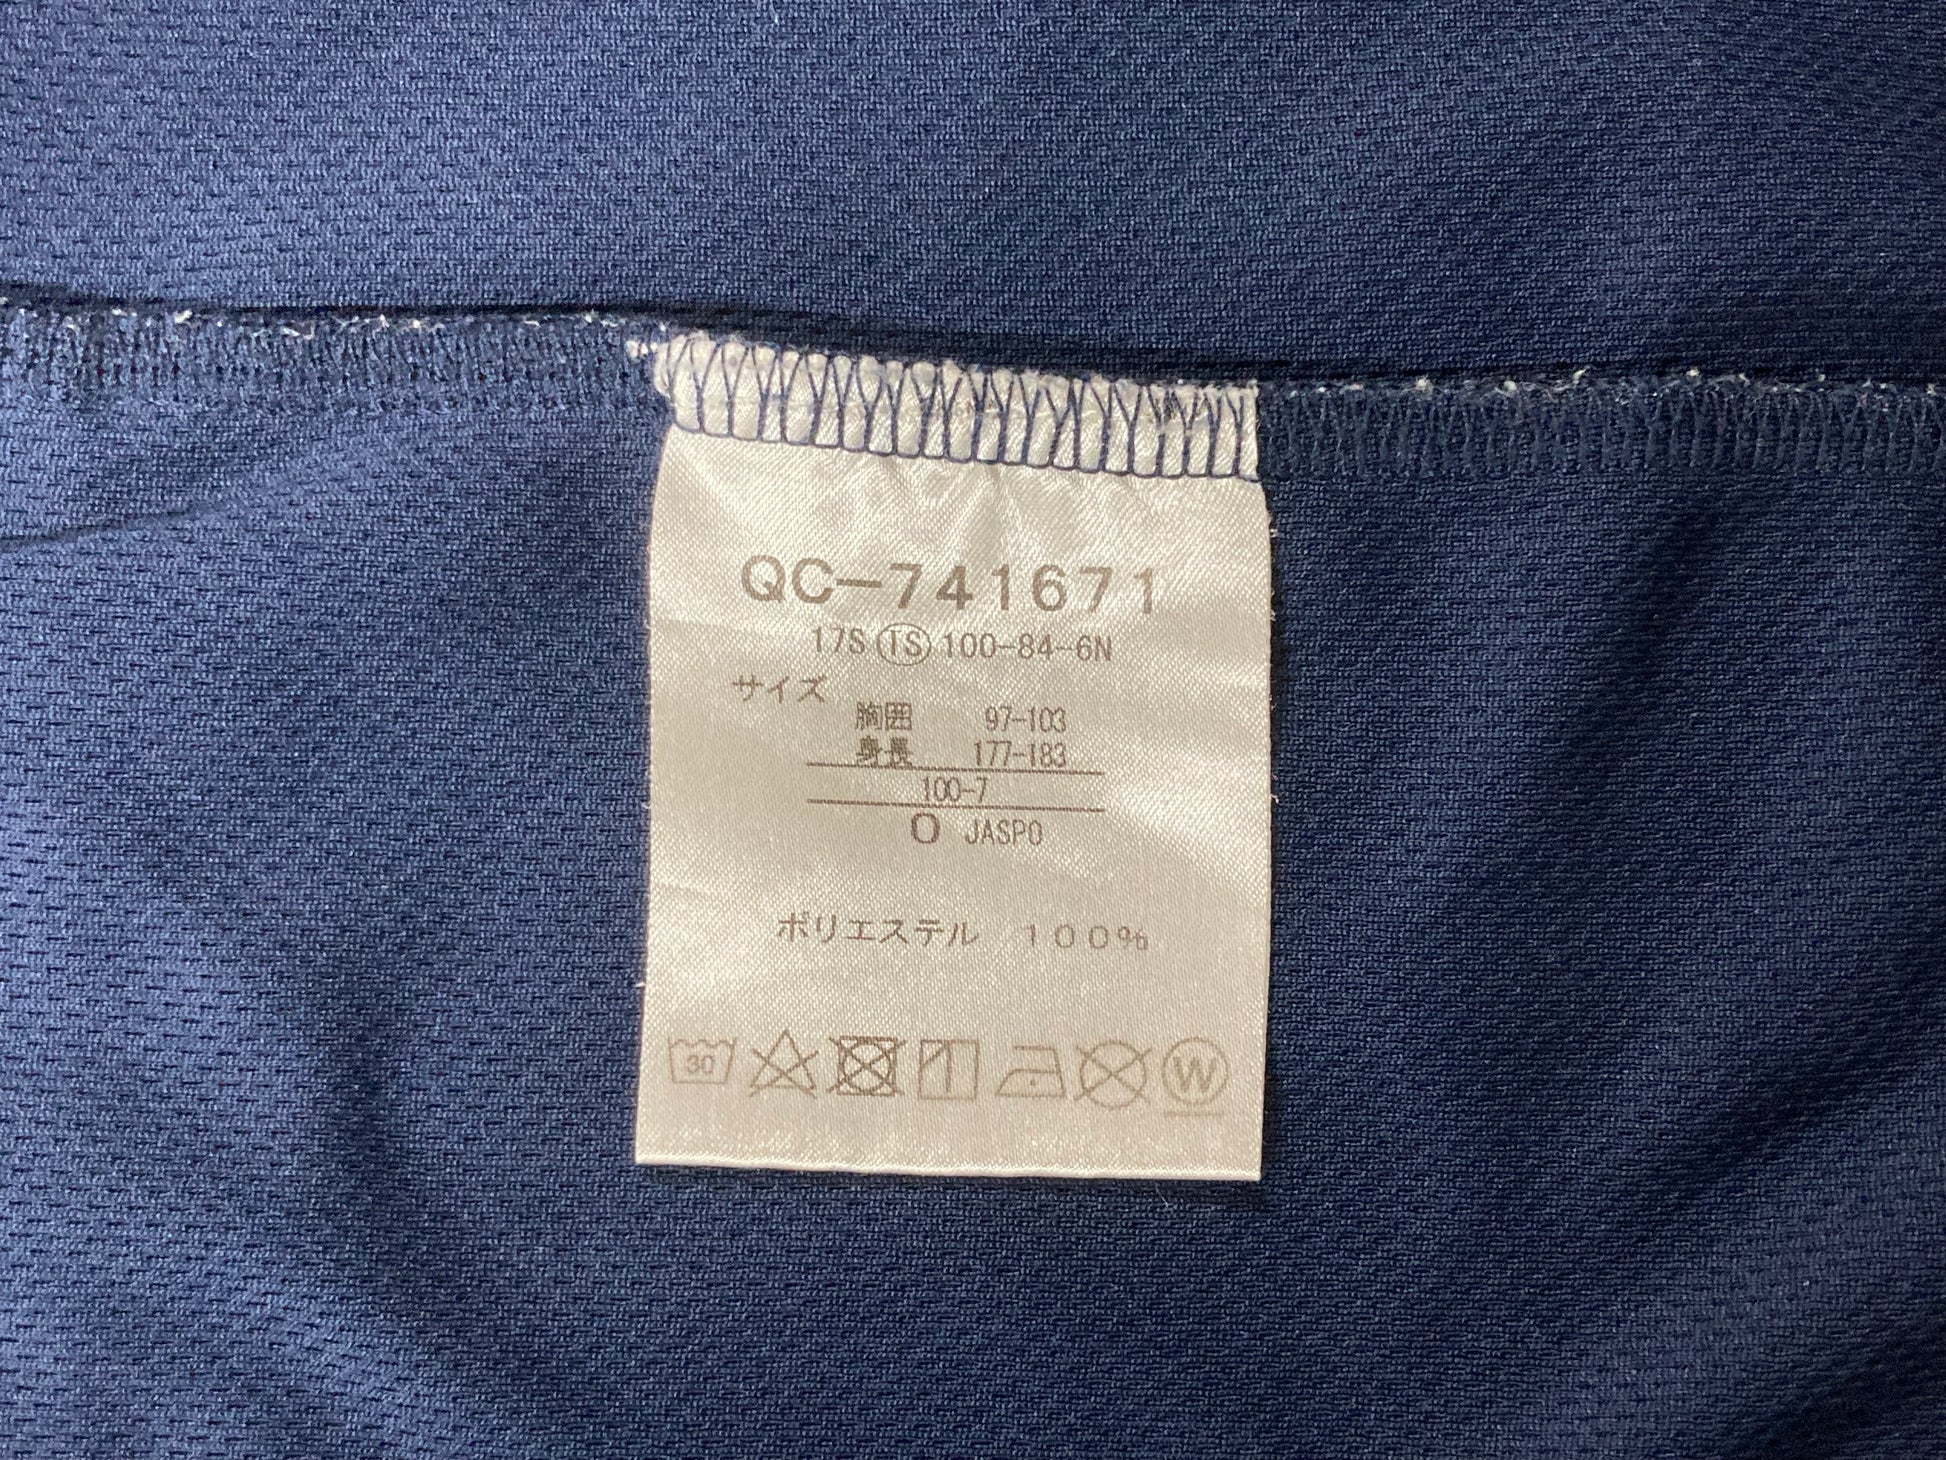 QC-741671
17S TS 100-84-6N
サイズ
胸囲 97-103
身長 177-183
100-7
O JASPO
ポリエステル 100%
30
W